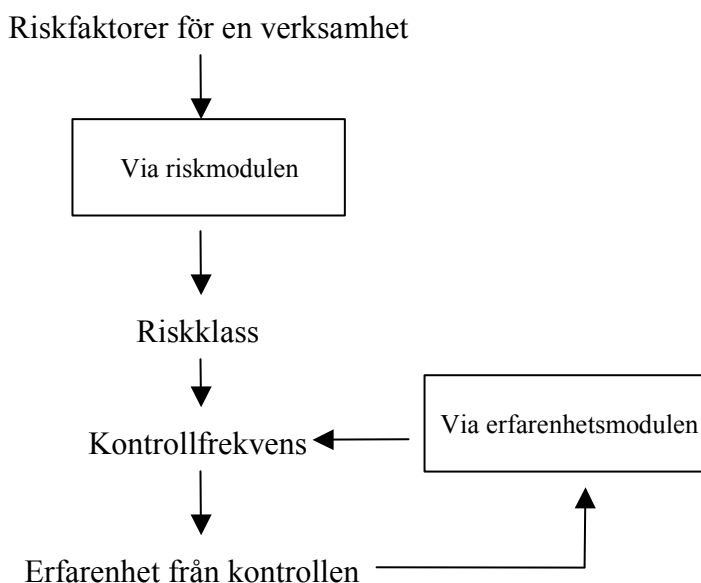 Riskfaktorer för en verksamhet
Via riskmodulen
Riskklass
Via erfarenhetsmodulen
Kontrollfrekvens
Erfarenhet från kontrollen